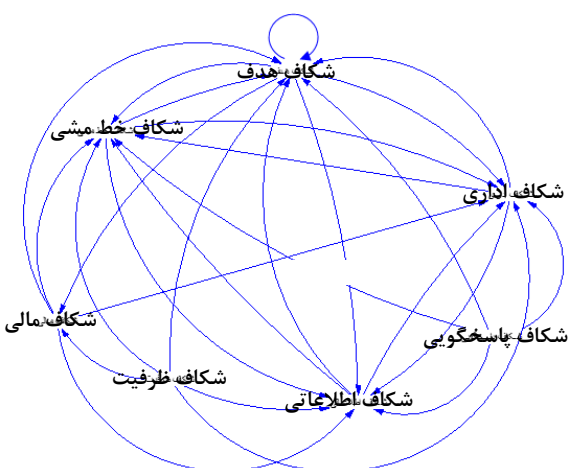 شکاف هدف
شکاف خط مشی
شکاف اداری
شکاف مالی
شکاف پاسخگویی
شکاف ظرفیت
شکاف اطلاعاتی